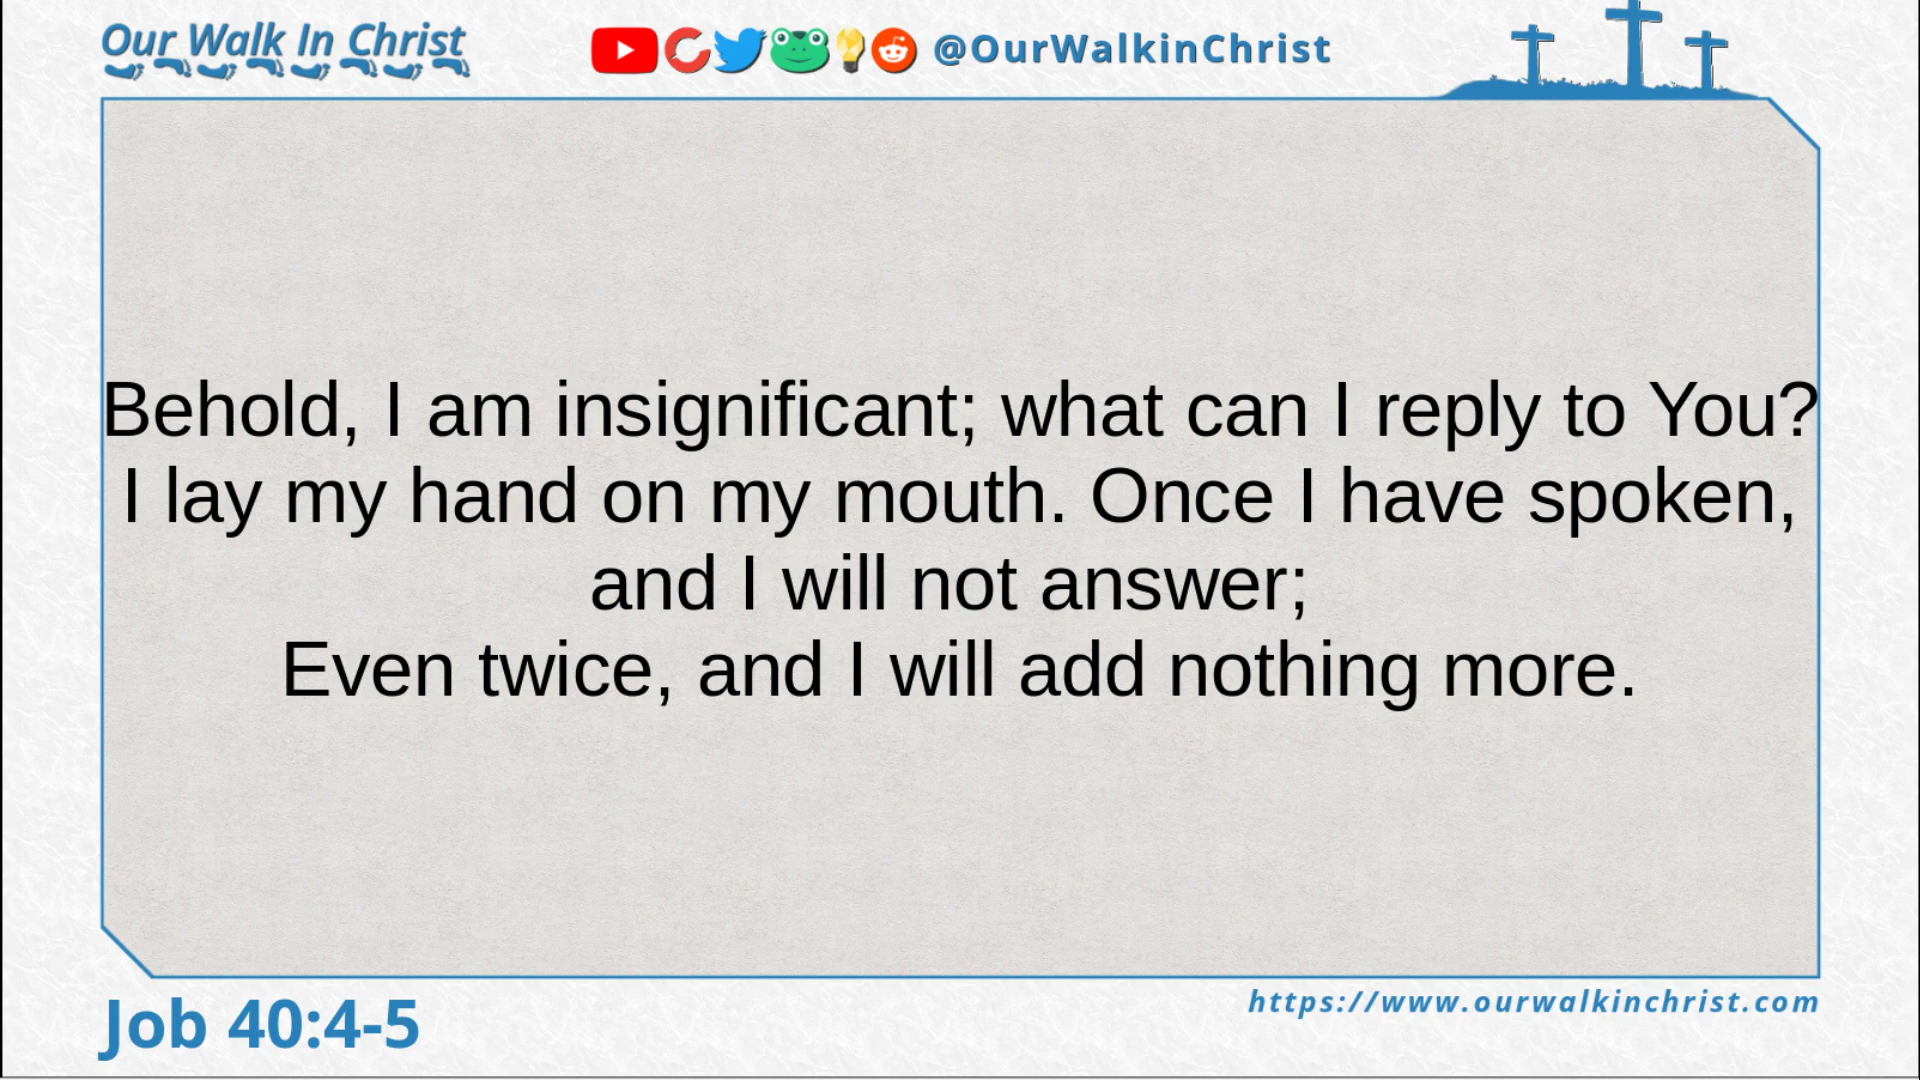 Our Walk In Christ
@OurWalkinChrist
Behold, I am insignificant; what can I reply to You?
I lay my hand on my mouth. Once I have spoken,
and I will not answer;
Even twice, and I will add nothing more.
Job 40:4-5
https://www.ourwalkinchrist.com